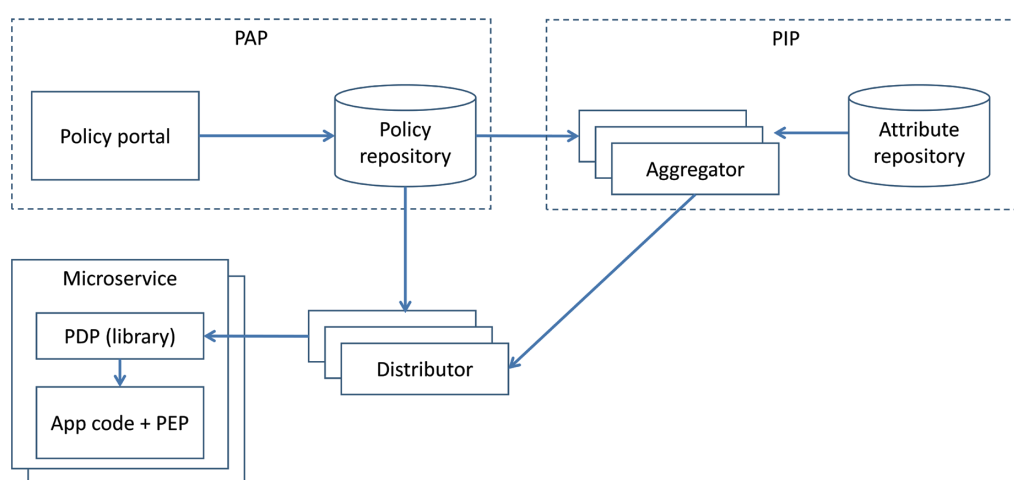 PAP
PIP
Policy portal
Policy
repository
Aggregator
Attribute
repository
Microservice
PDP (library)
App code + PEP
Distributor